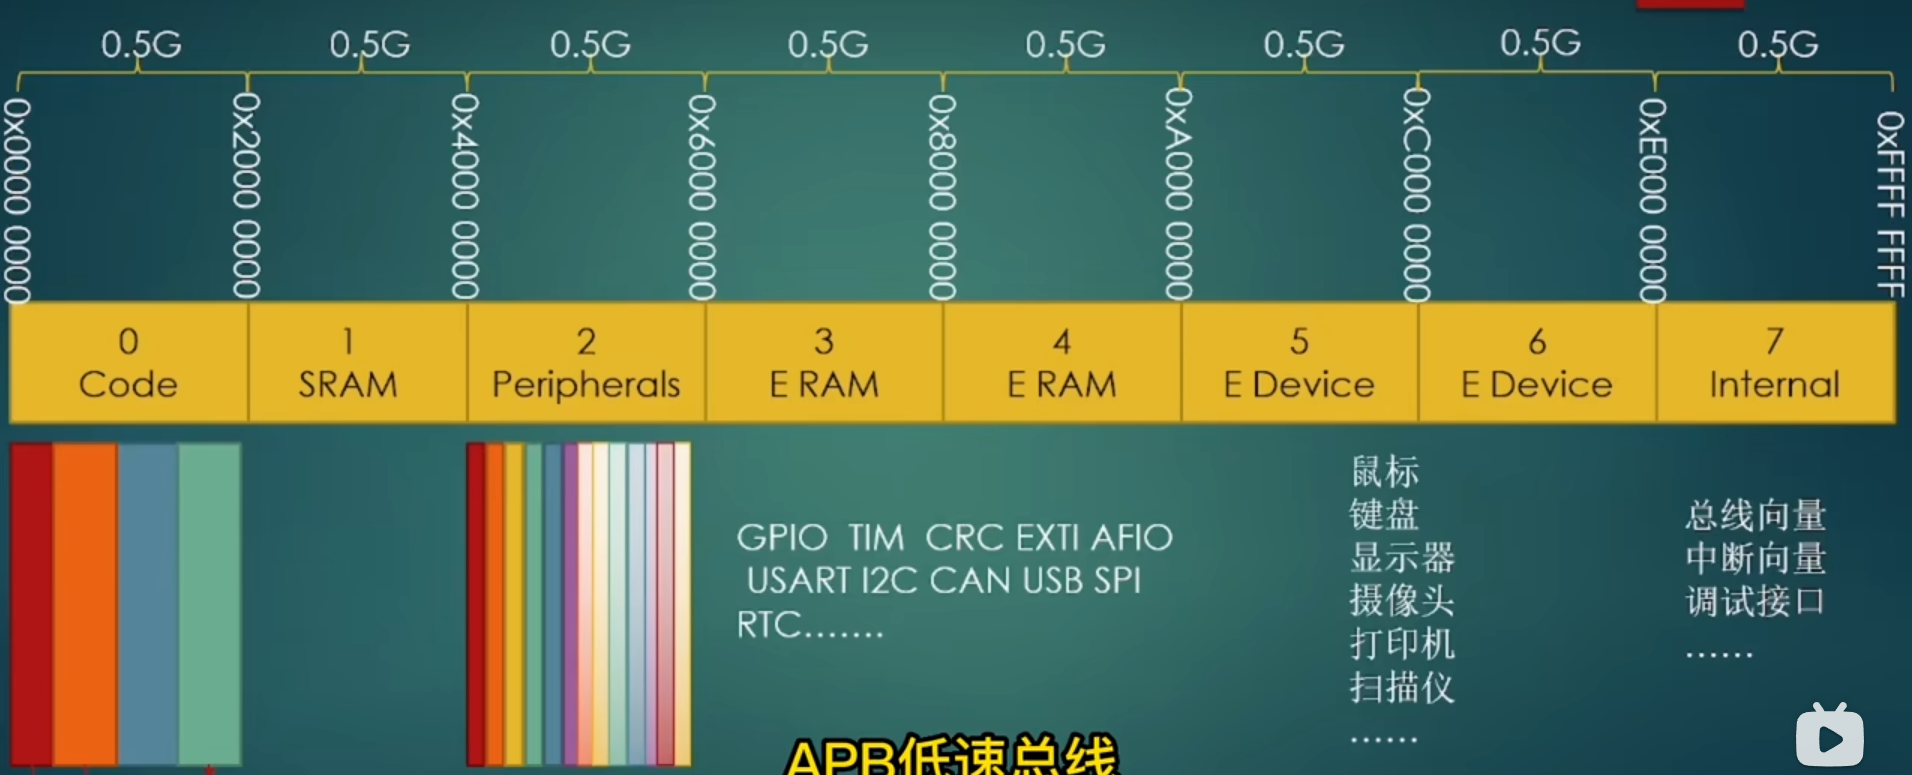 0.5G 0.5G 0.5G 0.5G 0.5G 0.5G 0.5G 0.5G
0x0000 0000
0x2000 0000
0x4000 0000
0x6000 0000
0x8000 0000
0xA000 0000
0xC000 0000
0xE000 0000
0xFFFF FFFF
0 1 2 3 4 5 6 7
Code SRAM Peripherals E RAM E RAM E Device E Device Internal
GPIO TIM CRC EXTI AFIO
USART I2C CAN USB SPI
RTC.......
鼠标
键盘
显示器
摄像头
打印机
扫描仪
......
总线向量
中断向量
调试接口
......
APB低速总线